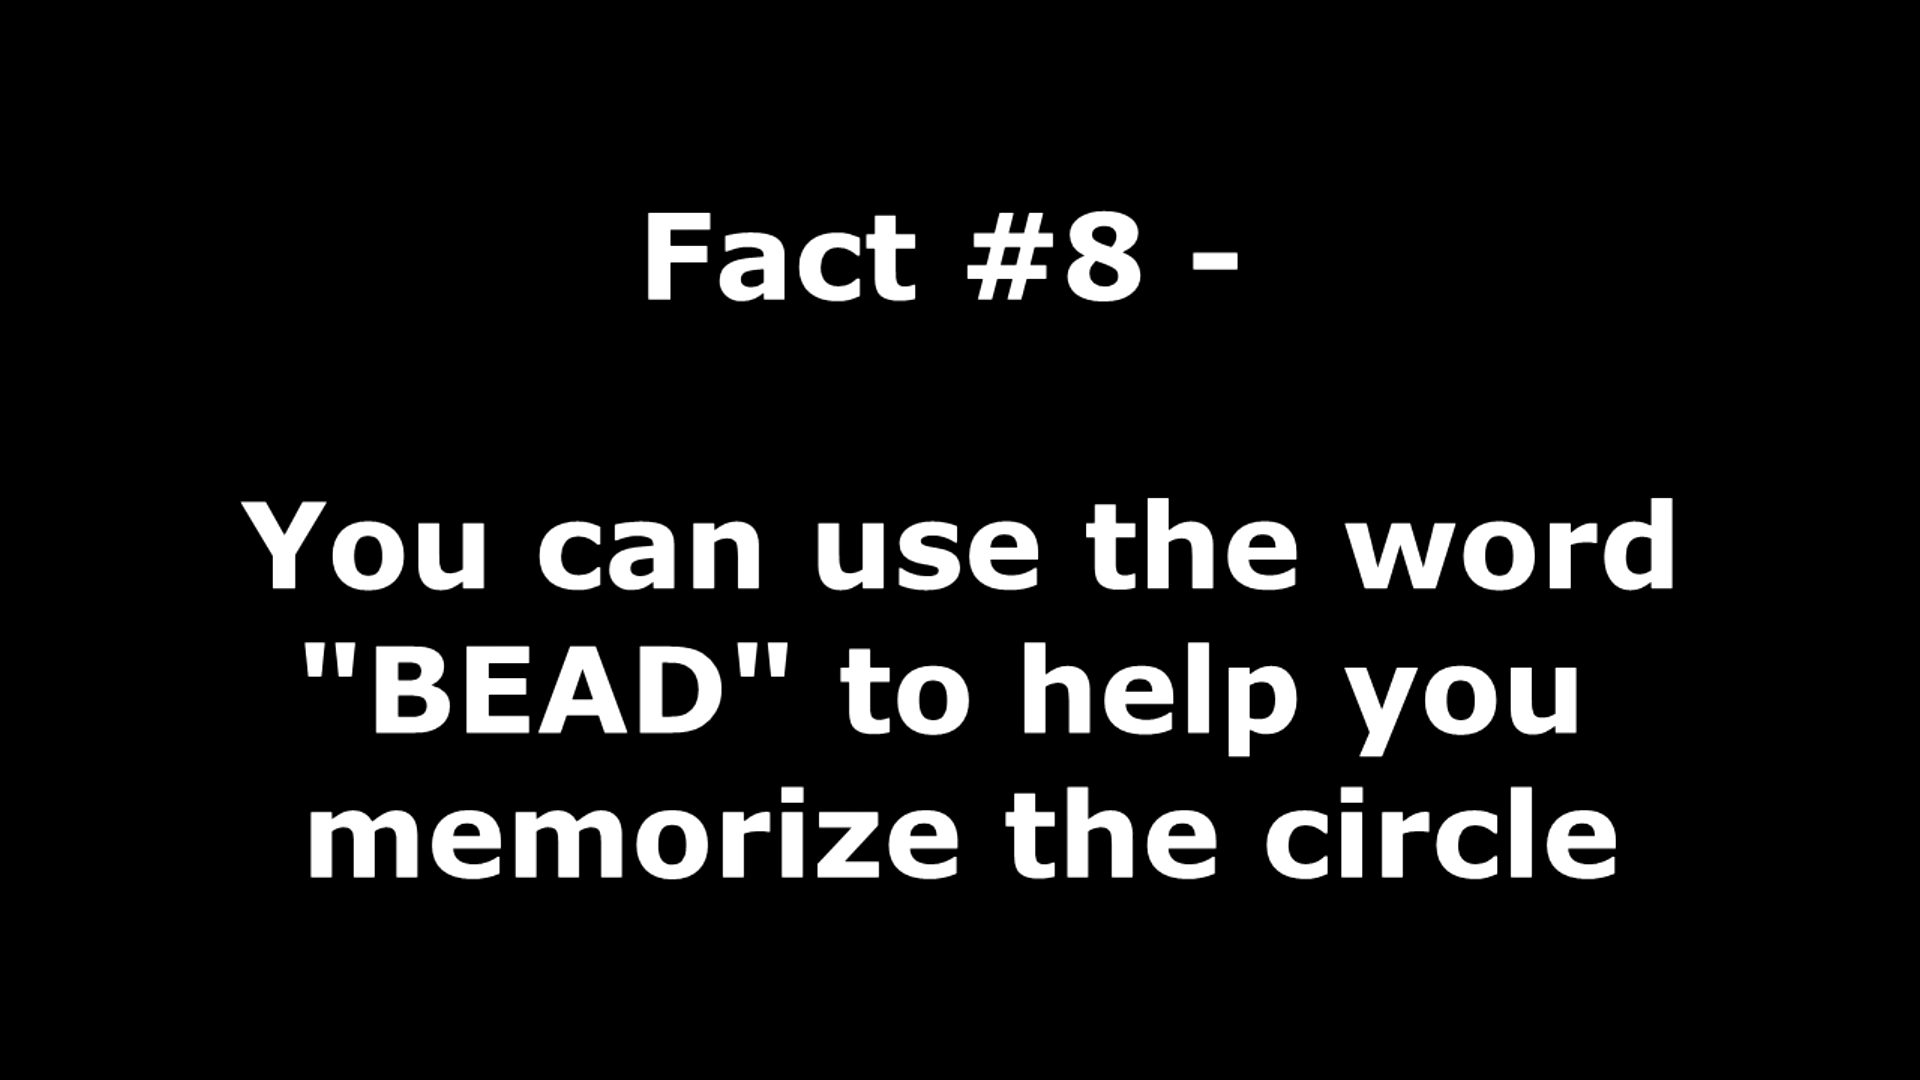 Fact #8 -
You can use the word
"BEAD" to help you
memorize the circle